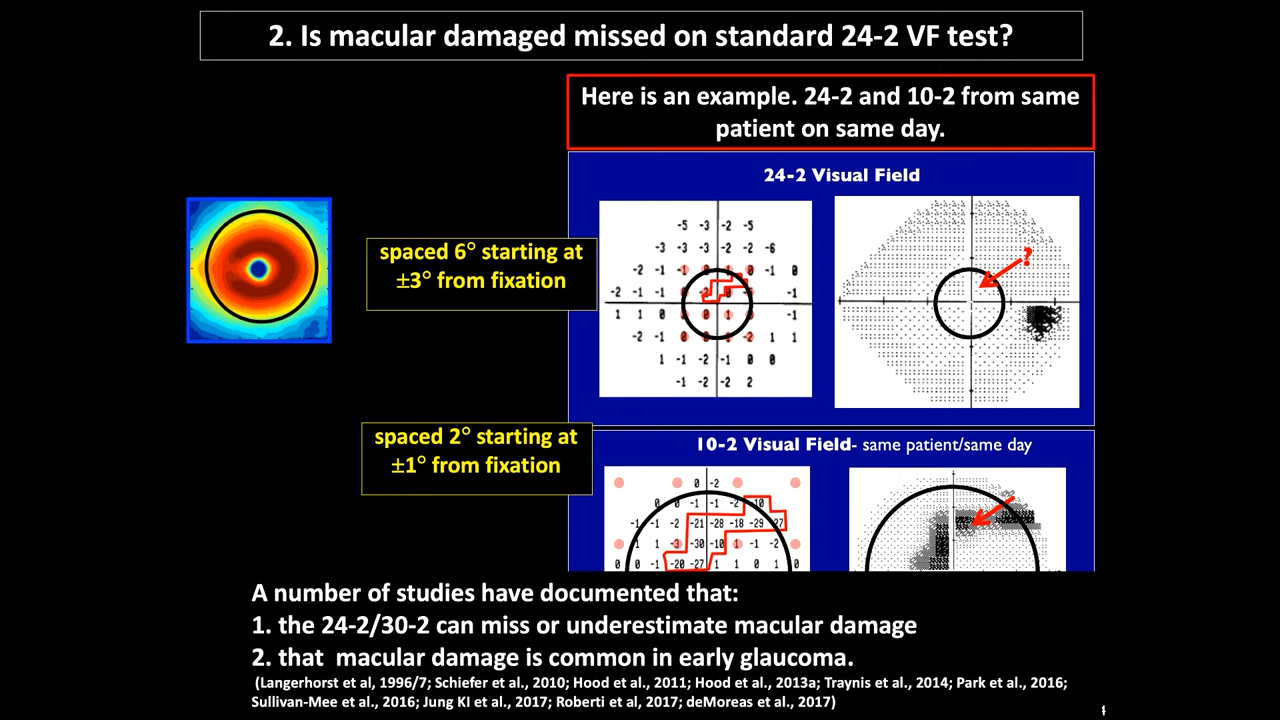 2. Is macular damaged missed on standard 24-2 VF test?
Here is an example. 24-2 and 10-2 from same
patient on same day.
24-2 Visual Field
spaced 6° starting at
±3° from fixation
-5 -3 -2 -5
-3 -3 -3 -2 -2 -6
-2 -1
-1 0
-2 -1 -1
-1
1 1 0
-1
-2 -1
1 1
1 -1 -2 -1 0 0
-1 -2 -2 2
?
10-2 Visual Field- same patient/same day
spaced 2° starting at
±1° from fixation
0 -2
0 0 -1 -1 -2 -10
-1 -1 -2 -21 -28 -18 -29 -27
1 -3 -30 -10 1 -1 -2
0 0 -1 -20 -27 1 0 1 0 0
A number of studies have documented that:
1. the 24-2/30-2 can miss or underestimate macular damage
2. that macular damage is common in early glaucoma.
(Langerhorst et al, 1996/7; Schiefer et al., 2010; Hood et al., 2011; Hood et al., 2013a; Traynis et al., 2014; Park et al., 2016;
Sullivan-Mee et al., 2016; Jung KI et al., 2017; Roberti et al, 2017; deMoreas et al., 2017)